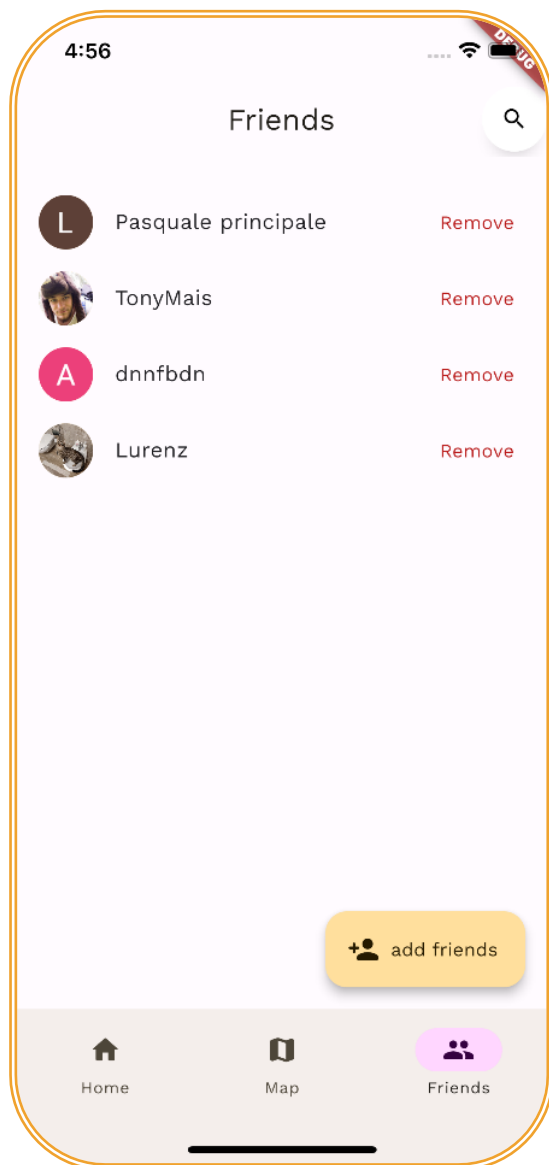 4:56
DEBUG
Friends
L Pasquale principale Remove
TonyMais Remove
A dnnfbdn Remove
Lurenz Remove
add friends
Home Map Friends